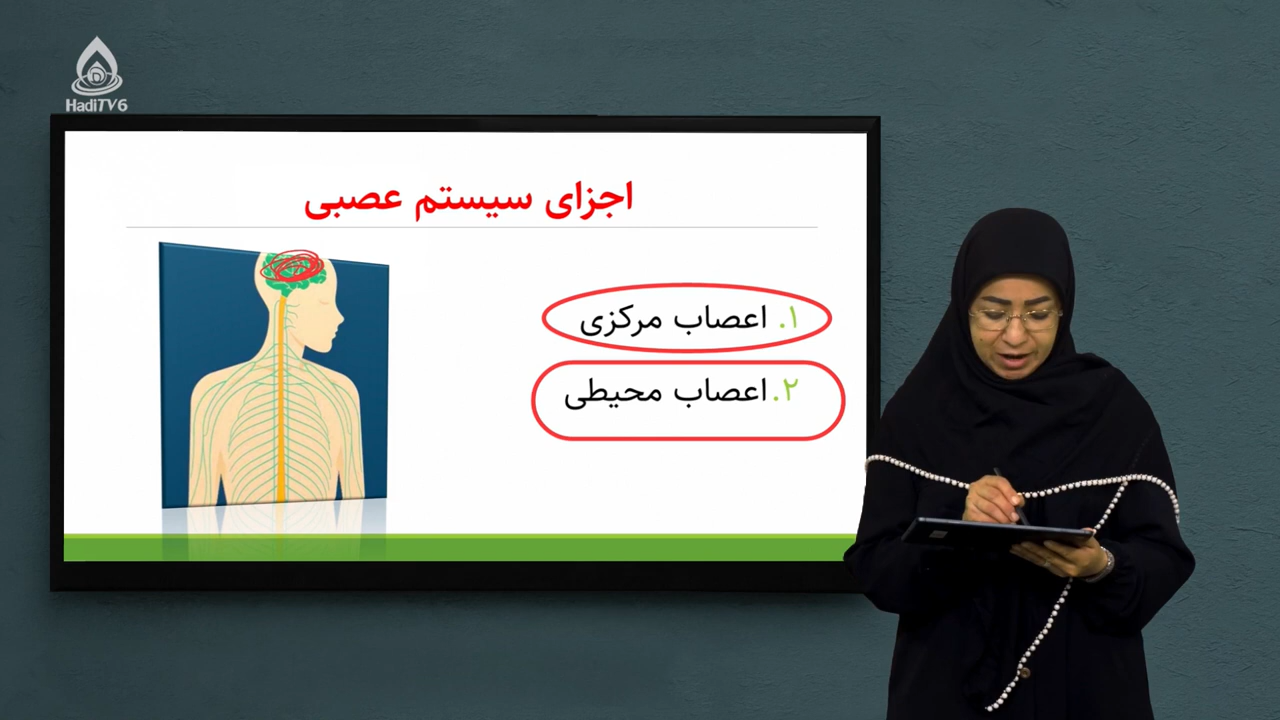 HadiTV6
اجزای سیستم عصبی
۱. اعصاب مرکزی
۲. اعصاب محیطی